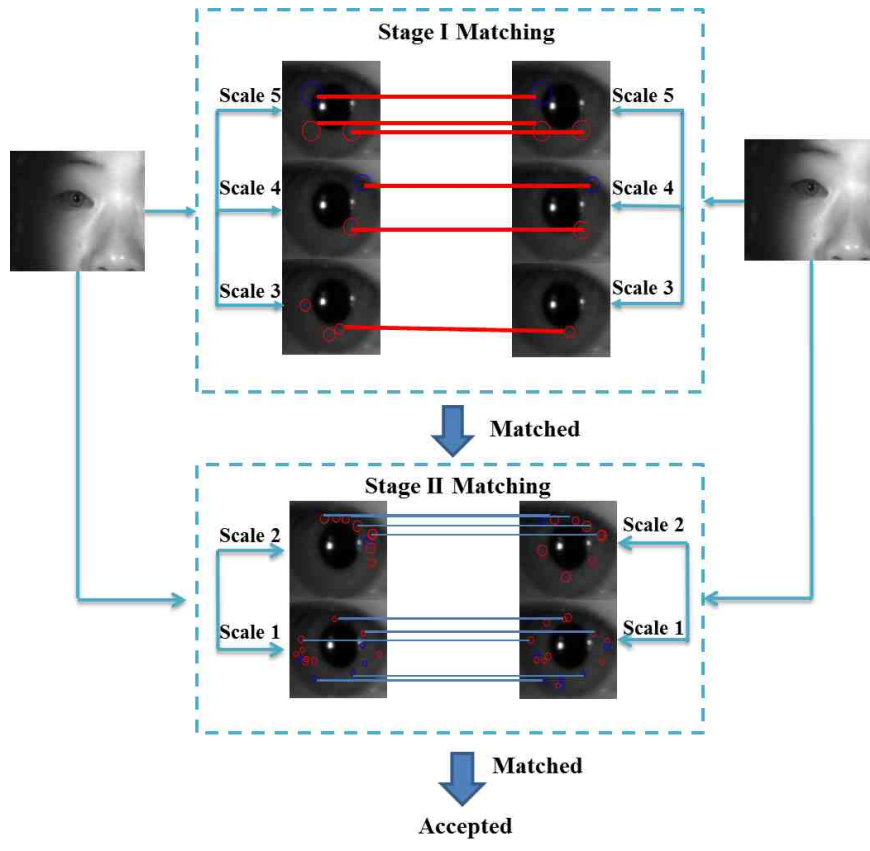 Stage I Matching
Scale 5
Scale 5
Scale 4
Scale 4
Scale 3
Scale 3
Matched
Stage II Matching
Scale 2
Scale 2
Scale 1
Scale 1
Matched
Accepted